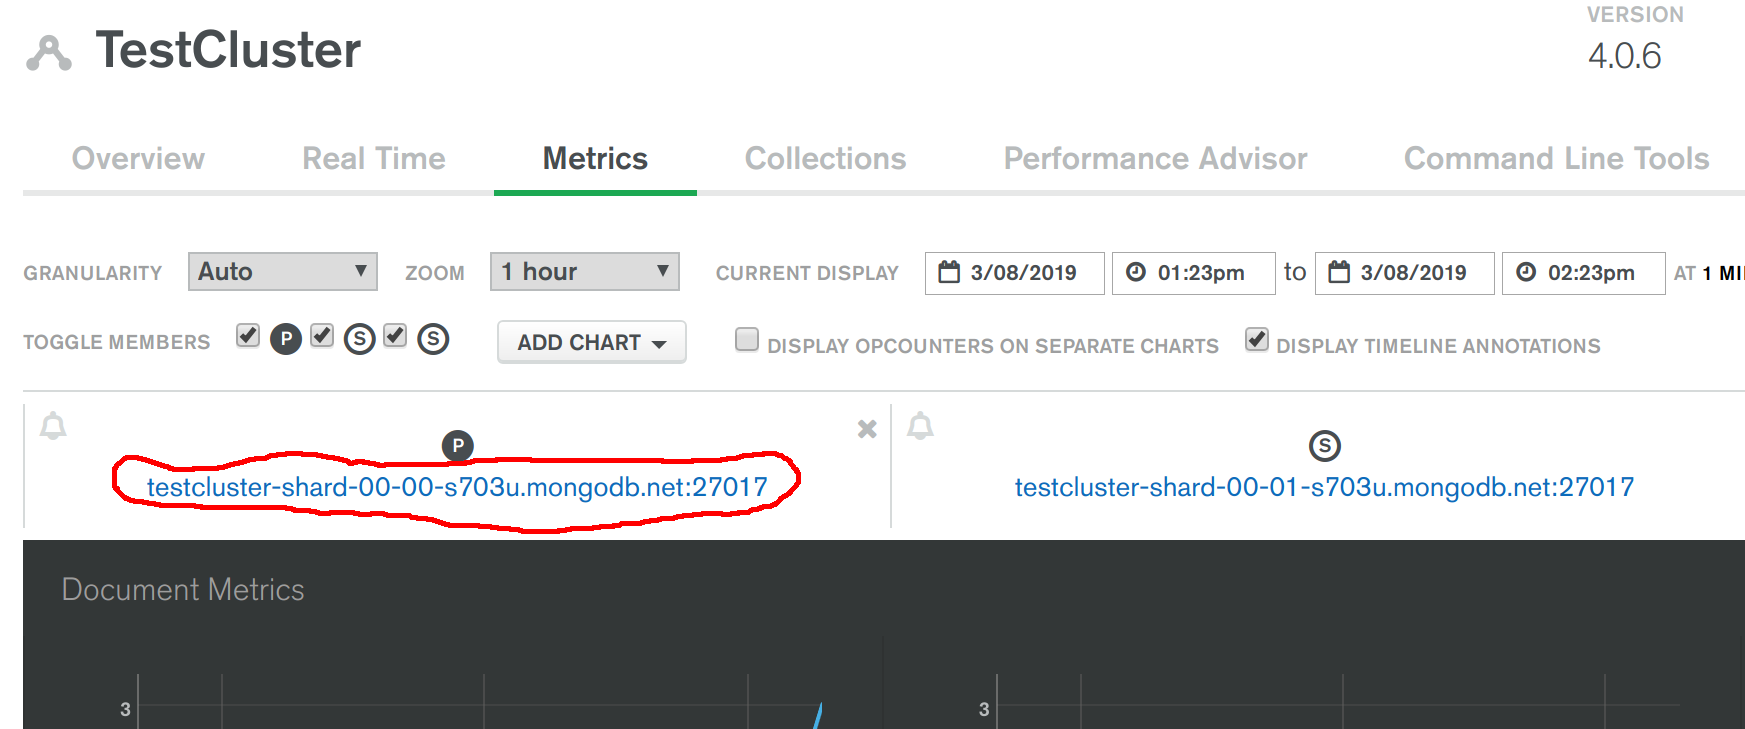 VERSION
TestCluster
4.0.6
Overview Real Time Metrics Collections Performance Advisor Command Line Tools
GRANULARITY Auto ZOOM 1 hour CURRENT DISPLAY 3/08/2019 01:23pm to 3/08/2019 02:23pm AT 1
TOGGLE MEMBERS P S S ADD CHART DISPLAY OPCOUNTERS ON SEPARATE CHARTS DISPLAY TIMELINE ANNOTATIONS
P S
testcluster-shard-00-00-s703u.mongodb.net:27017 testcluster-shard-00-01-s703u.mongodb.net:27017
Document Metrics
3 3